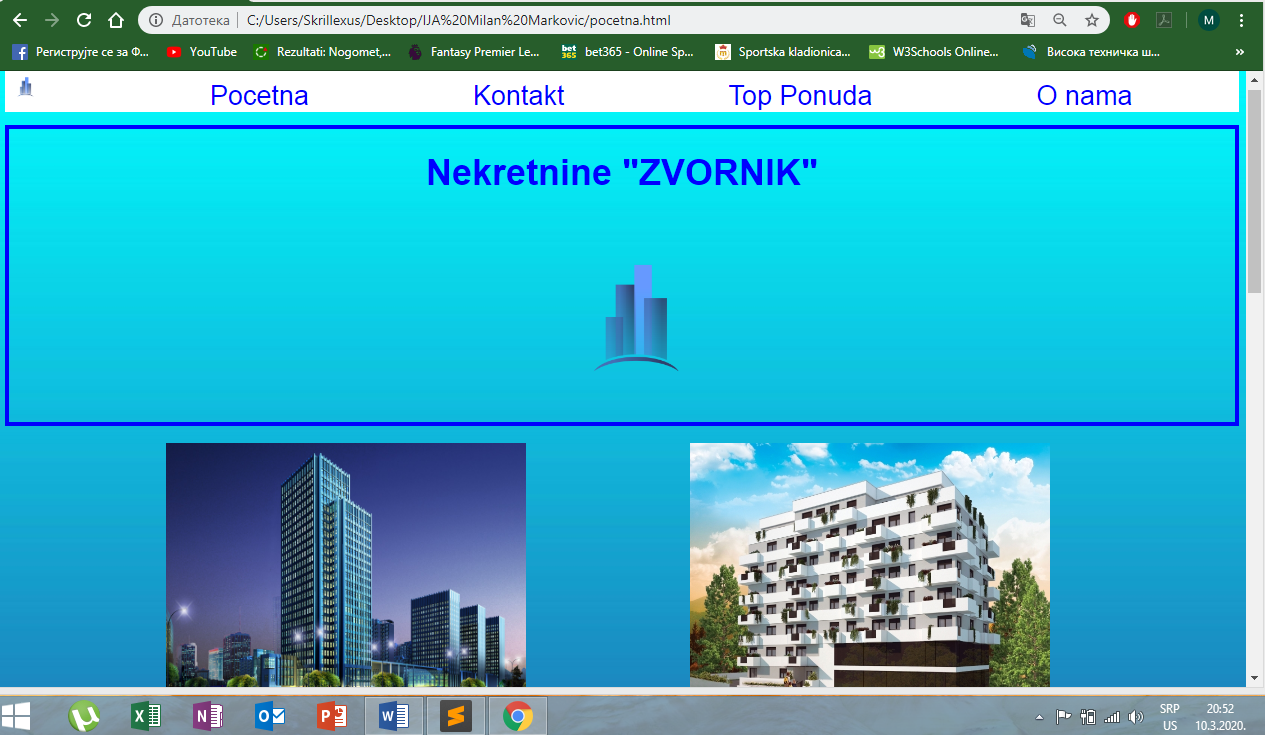 Датотека C:/Users/Skrillexus/Desktop/IJA%20Milan%20Markovic/pocetna.html M
Региструјте се за Ф... YouTube Rezultati: Nogomet,... Fantasy Premier Le... bet365 bet365 - Online Sp... m Sportska kladionica... w3 W3Schools Online... Висока техничка ш... »
Pocetna Kontakt Top Ponuda O nama
Nekretnine "ZVORNIK"
SRP 20:52
US 10.3.2020.